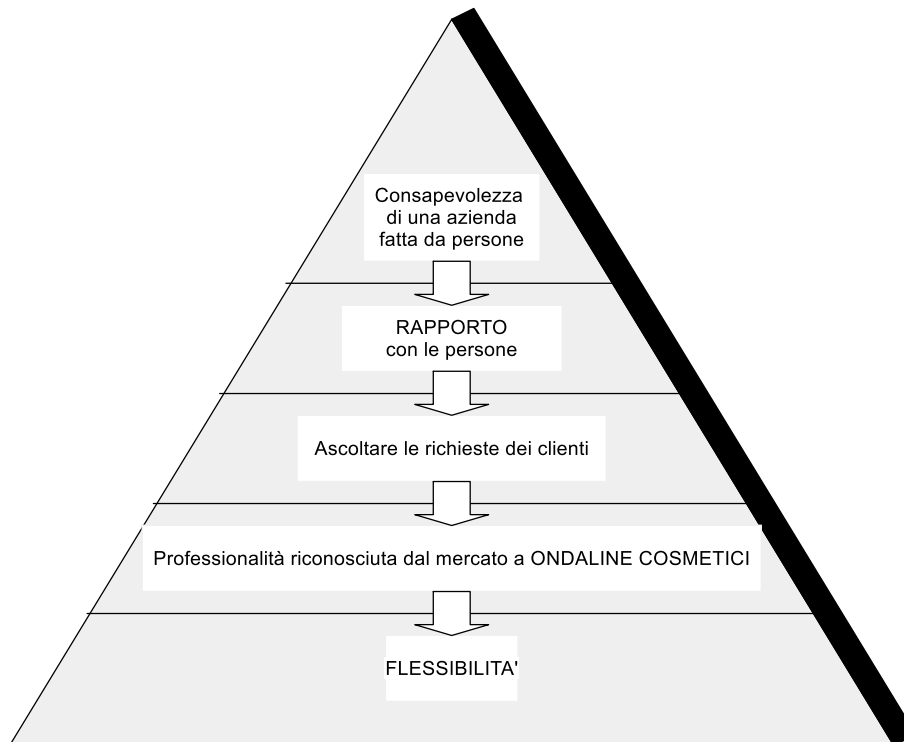 Consapevolezza
di una azienda
fatta da persone
RAPPORTO
con le persone
Ascoltare le richieste dei clienti
Professionalità riconosciuta dal mercato a ONDALINE COSMETICI
FLESSIBILITA'